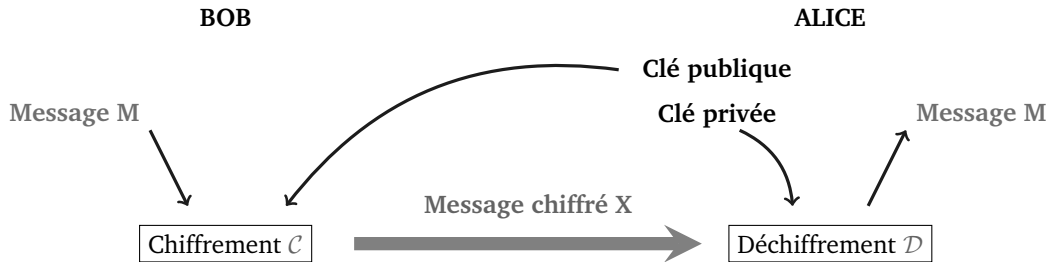 BOB
ALICE
Clé publique
Message M
Clé privée
Message M
Message chiffré X
Chiffrement 𝒞
Déchiffrement 𝒟